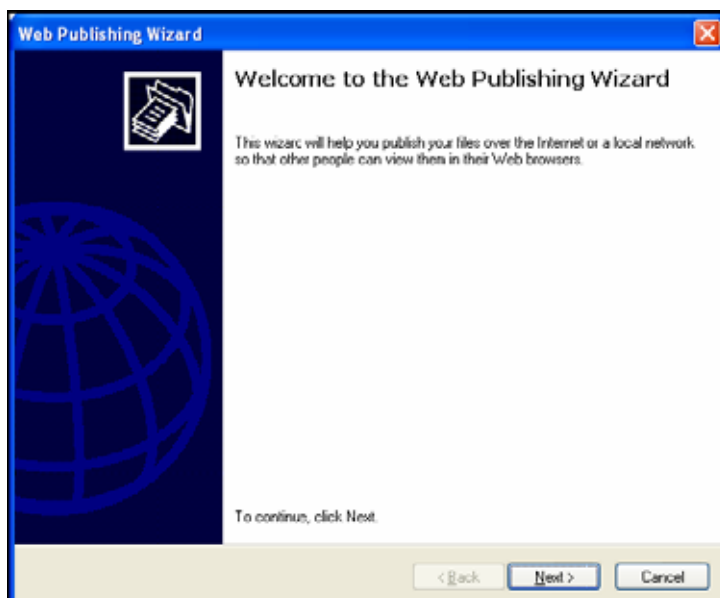 Web Publishing Wizard
Welcome to the Web Publishing Wizard
This wizard will help you publish your files over the Internet or a local network
so that other people can view them in their Web browsers.
To continue, click Next.
< Back
Next >
Cancel